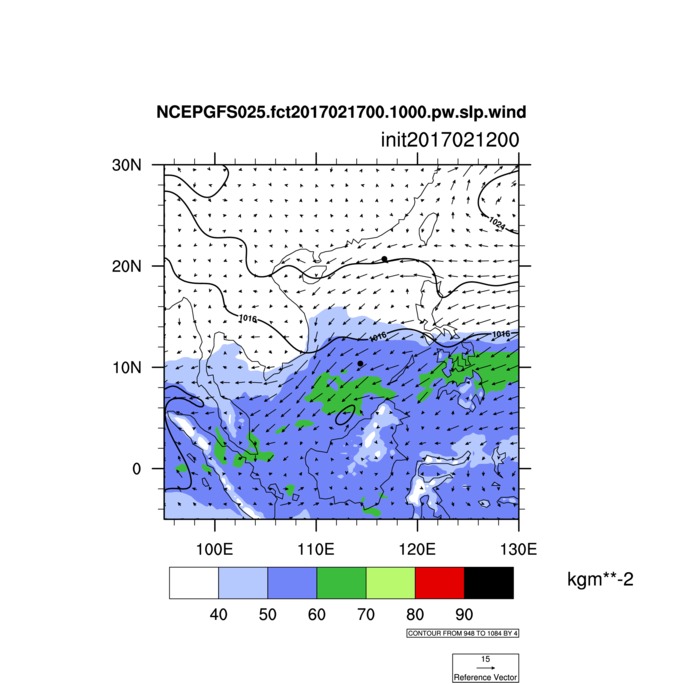 NCEPGFS025.fct2017021700.1000.pw.slp.wind
init2017021200
30N
1024
20N
1016
1016
1016
10N
0
100E 110E 120E 130E
kgm**-2
40 50 60 70 80 90
CONTOUR FROM 948 TO 1084 BY 4
15
Reference Vector